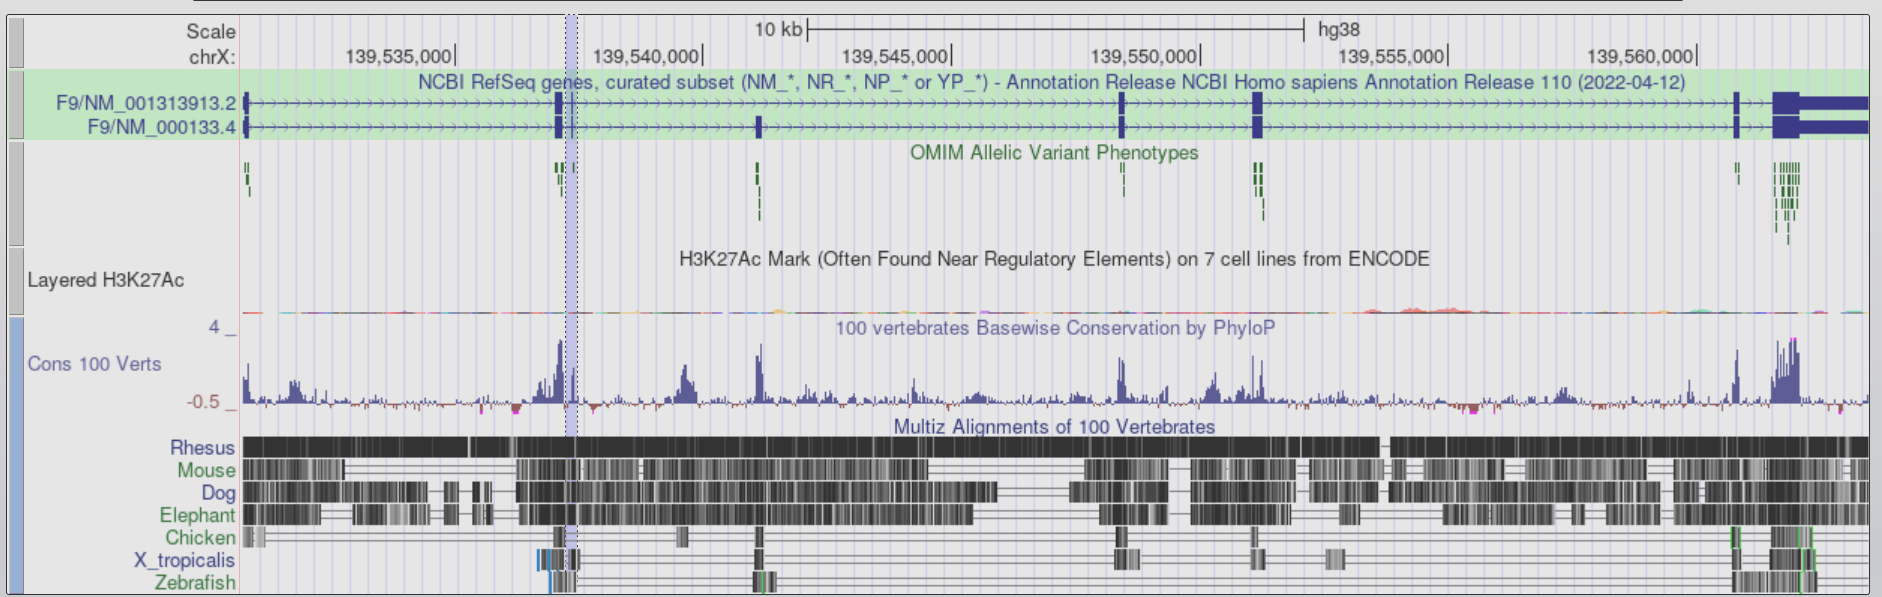 Scale
10 kb
hg38
chrX:
139,535,000
139,540,000
139,545,000
139,550,000
139,555,000
139,560,000
NCBI RefSeq genes, curated subset (NM_*, NR_*, NP_* or YP_*) - Annotation Release NCBI Homo sapiens Annotation Release 110 (2022-04-12)
F9/NM_001313913.2
F9/NM_000133.4
OMIM Allelic Variant Phenotypes
H3K27Ac Mark (Often Found Near Regulatory Elements) on 7 cell lines from ENCODE
Layered H3K27Ac
4 _
100 vertebrates Basewise Conservation by PhyloP
Cons 100 Verts
-0.5 _
Multiz Alignments of 100 Vertebrates
Rhesus
Mouse
Dog
Elephant
Chicken
X_tropicalis
Zebrafish